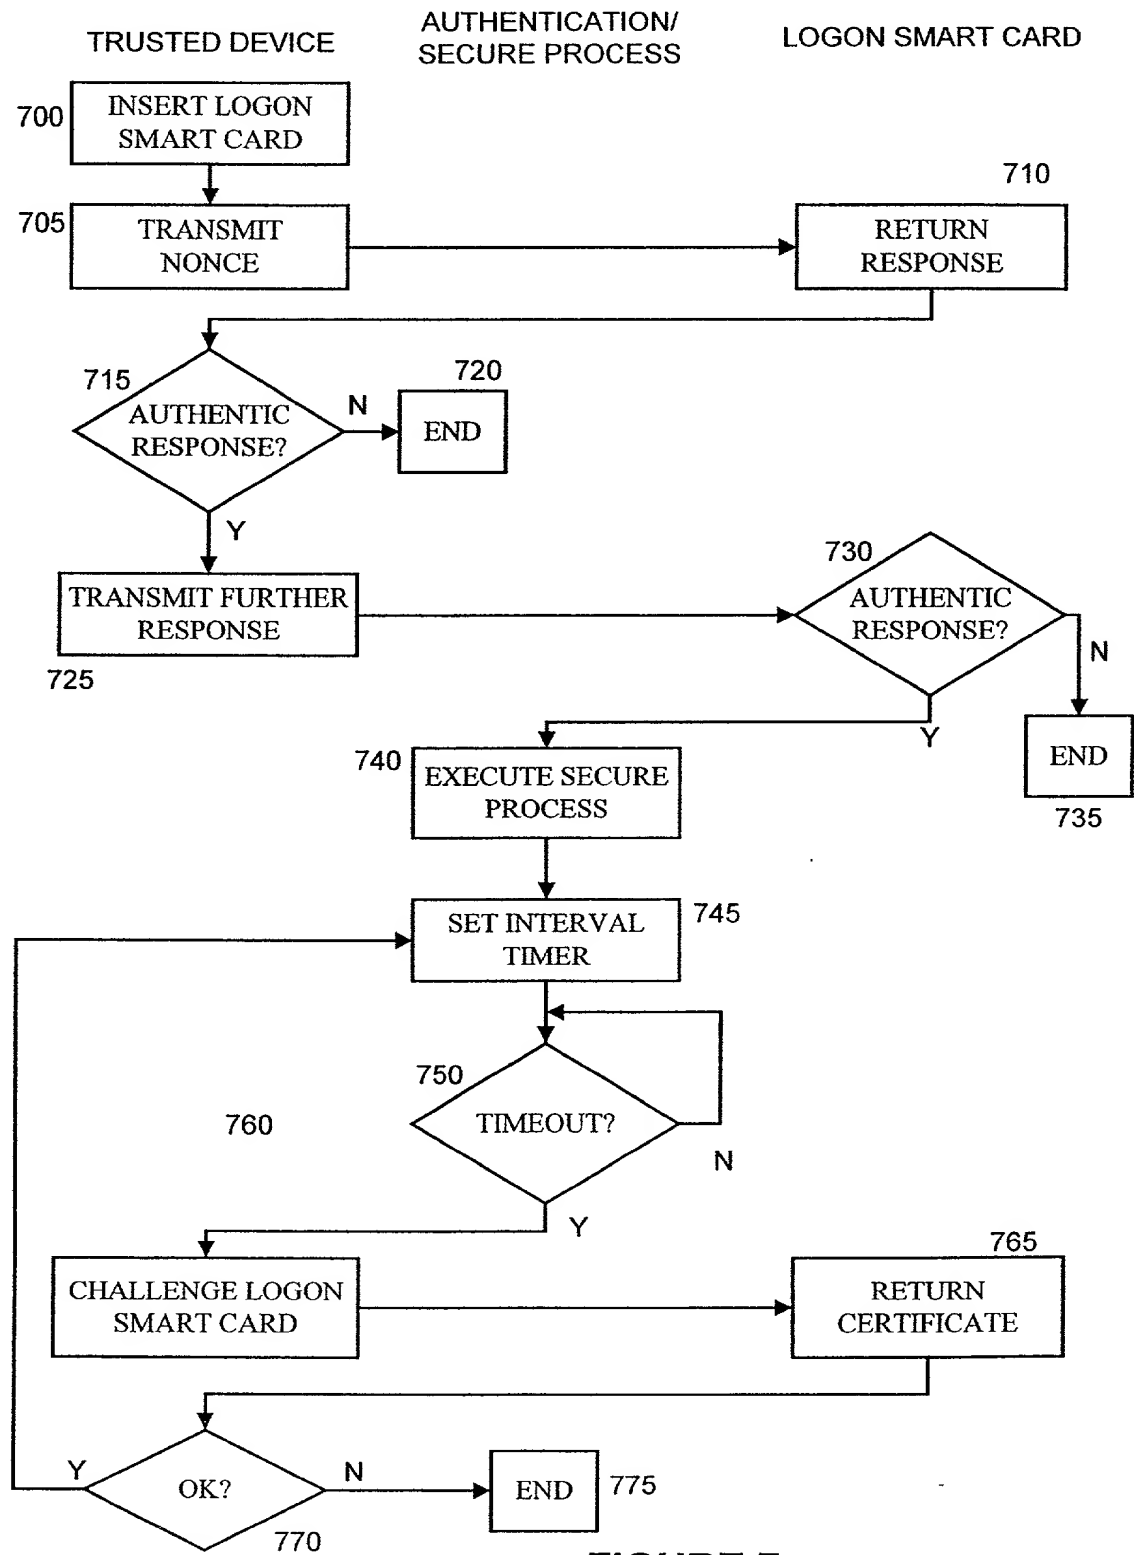 TRUSTED DEVICE
AUTHENTICATION/
SECURE PROCESS
LOGON SMART CARD
700
INSERT LOGON
SMART CARD
705
TRANSMIT
NONCE
710
RETURN
RESPONSE
715
AUTHENTIC
RESPONSE?
N
720
END
Y
725
TRANSMIT FURTHER
RESPONSE
730
AUTHENTIC
RESPONSE?
N
Y
END
735
740
EXECUTE SECURE
PROCESS
745
SET INTERVAL
TIMER
750
TIMEOUT?
N
Y
760
CHALLENGE LOGON
SMART CARD
765
RETURN
CERTIFICATE
Y
OK?
N
770
END
775